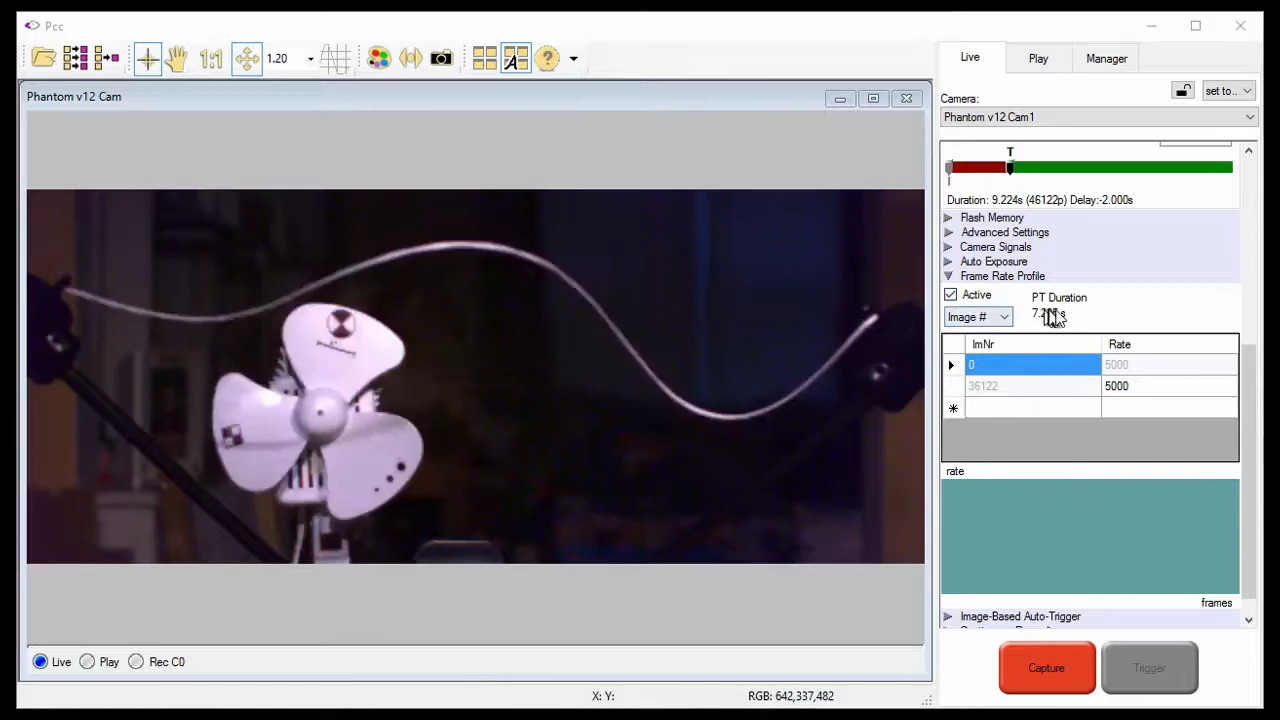 Pcc
1:1
1.20
A
?
Phantom v12 Cam
Live
Play
Rec C0
X: Y:
RGB: 642,337,482
Live
Play
Manager
Camera:
set to..
Phantom v12 Cam1
T
Duration: 9.224s (46122p) Delay:-2.000s
Flash Memory
Advanced Settings
Camera Signals
Auto Exposure
Frame Rate Profile
Active
PT Duration
Image #
ImNr Rate
0 5000
36122 5000
rate
frames
Image-Based Auto-Trigger
Capture
Trigger